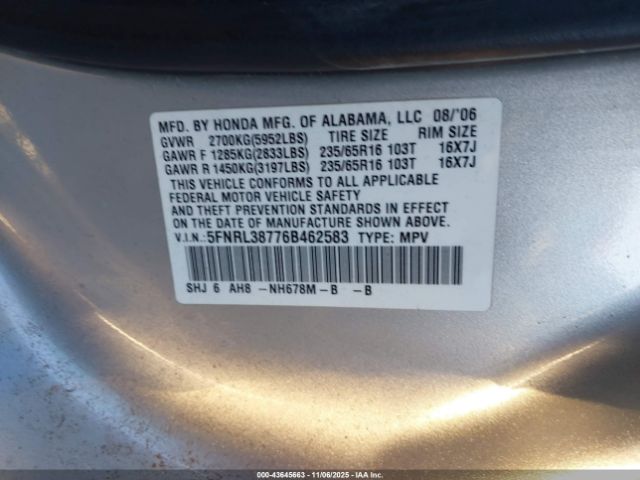 MFD. BY HONDA MFG. OF ALABAMA, LLC 08/'06
GVWR 2700KG(5952LBS) TIRE SIZE RIM SIZE
GAWR F 1285KG(2833LBS) 235/65R16 103T 16X7J
GAWR R 1450KG(3197LBS) 235/65R16 103T 16X7J
THIS VEHICLE CONFORMS TO ALL APPLICABLE
FEDERAL MOTOR VEHICLE SAFETY
AND THEFT PREVENTION STANDARDS IN EFFECT
ON THE DATE OF MANUFACTURE SHOWN ABOVE.
V.I.N.: 5FNRL38776B462583 TYPE: MPV
SHJ 6 AH8 -NH678M-B -B
000-43645663 - 11/06/2025 - IAA Inc.